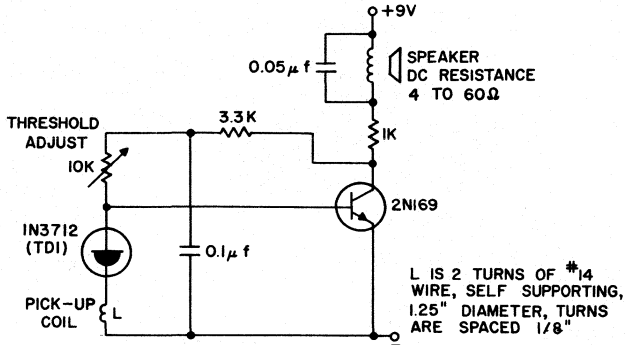 +9V
0.05μf
SPEAKER
DC RESISTANCE
4 TO 60Ω
3.3K
THRESHOLD
ADJUST
10K
1K
2N169
1N3712
(TD1)
0.1μf
PICK-UP
COIL
L
L IS 2 TURNS OF #14
WIRE, SELF SUPPORTING,
1.25" DIAMETER, TURNS
ARE SPACED 1/8"